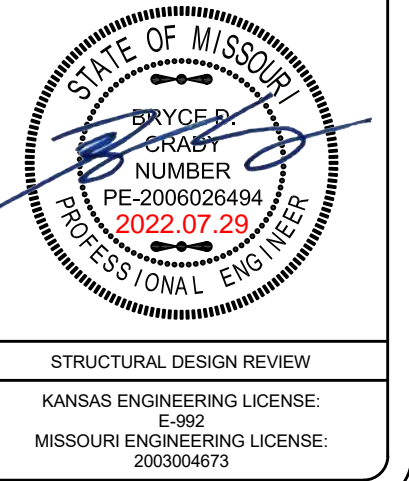 STATE OF MISSOURI
BRYCE D.
CRADY
NUMBER
PE-2006026494
2022.07.29
PROFESSIONAL ENGINEER
STRUCTURAL DESIGN REVIEW
KANSAS ENGINEERING LICENSE:
E-992
MISSOURI ENGINEERING LICENSE:
2003004673